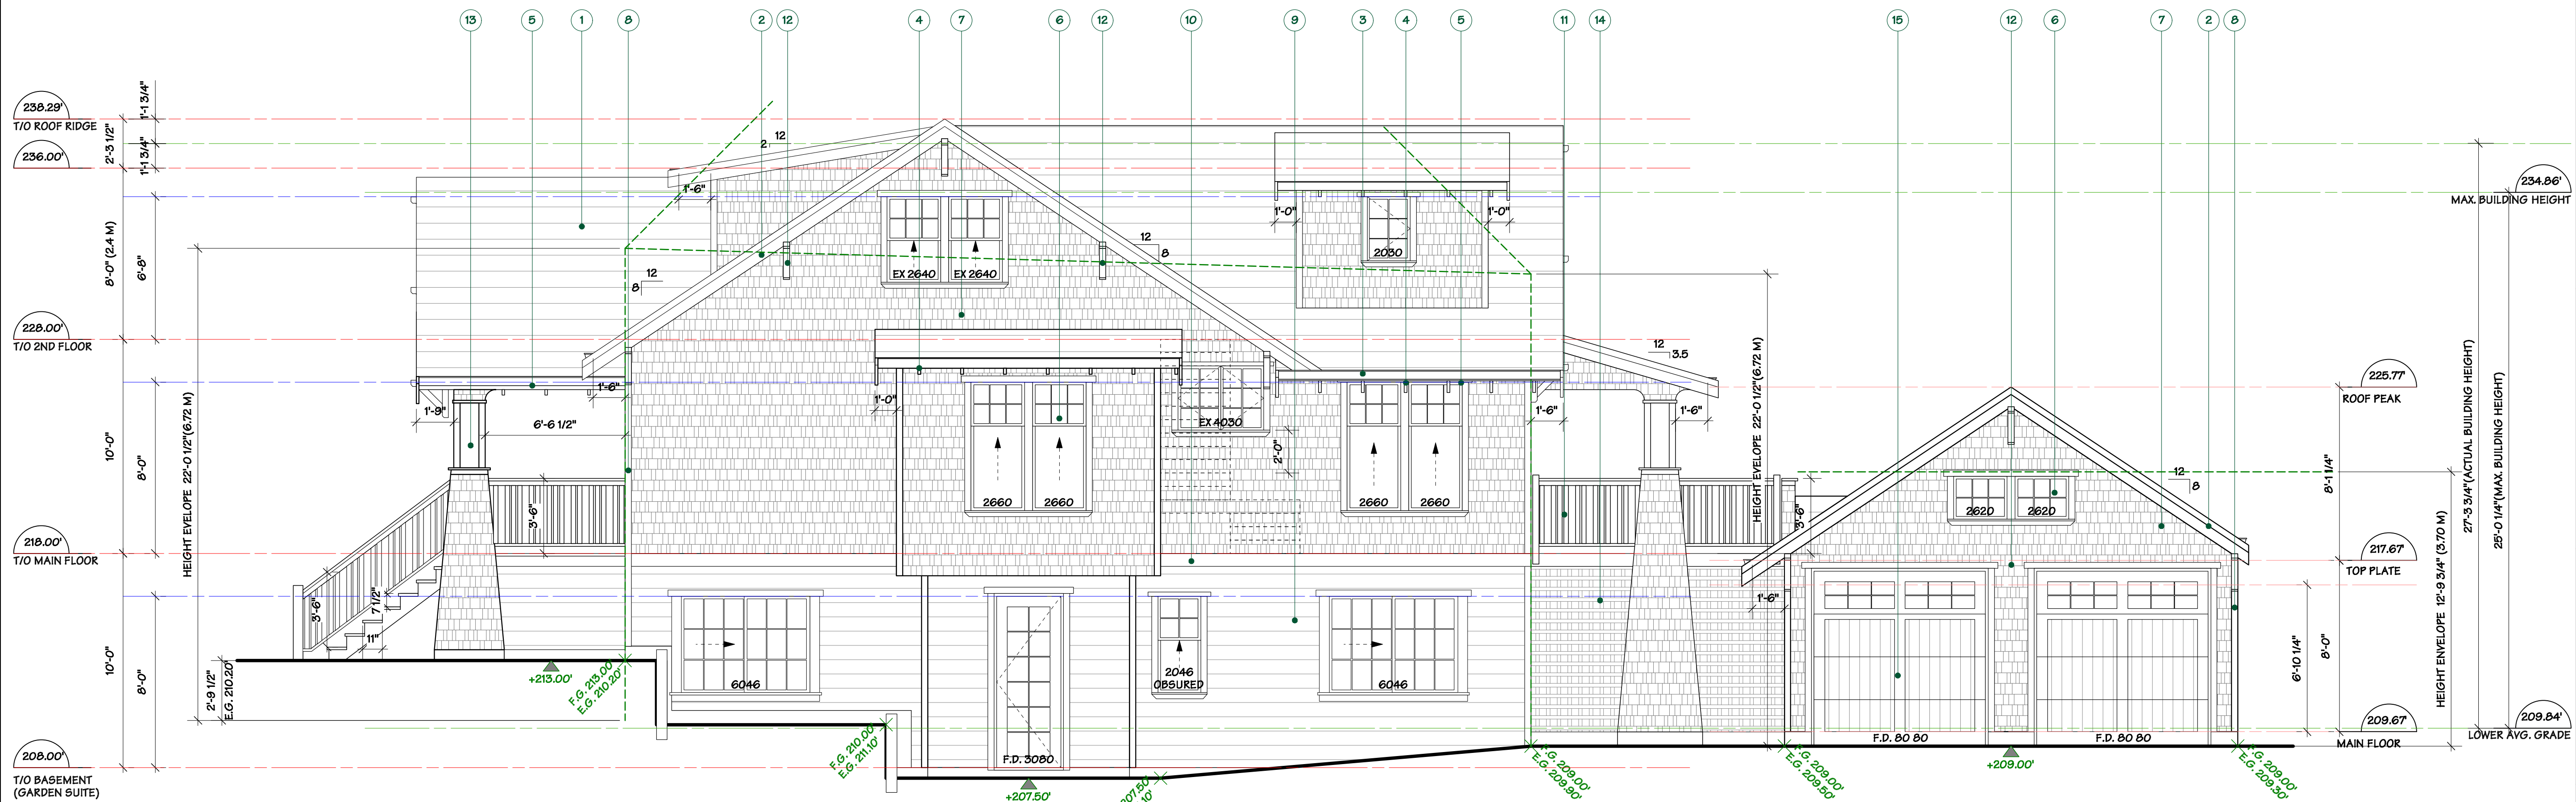 13 5 1 8 2 12 4 7 6 12 10 9 3 4 5 11 14 15 12 6 7 2 8
238.29'
T/O ROOF RIDGE
236.00'
228.00'
T/O 2ND FLOOR
218.00'
T/O MAIN FLOOR
208.00'
T/O BASEMENT
(GARDEN SUITE)
2'-3 1/2"
8'-0" (2.4 M)
10'-0"
10'-0"
1'-1 3/4"
1'-1 3/4"
6'-8"
8'-0"
8'-0"
HEIGHT EVELOPE 22'-0 1/2"(6.72 M)
2'-9 1/2"
E.G. 210.20'
1'-9"
6'-6 1/2"
3'-6"
3'-6"
7 1/2"
11"
+213.00'
F.G. 213.00'
E.G. 210.20'
12
2
1'-6"
12
8
1'-6"
EX 2640
EX 2640
12
8
1'-0"
2660
2660
EX 4030
2'-0"
1'-0"
1'-0"
2030
2660
2660
12
3.5
1'-6"
1'-6"
3'-6"
6046
F.D. 3080
2046
OBSURED
6046
F.G. 210.00'
E.G. 211.10'
+207.50'
207.50'
10'
F.G. 209.00'
E.G. 209.90'
HEIGHT EVELOPE 22'-0 1/2"(6.72 M)
12
8
2620
2620
1'-6"
F.D. 80 80
F.D. 80 80
F.G. 209.00'
E.G. 209.50'
+209.00'
F.G. 209.00'
E.G. 209.30'
6'-10 1/4"
8'-1 1/4"
8'-0"
225.77'
ROOF PEAK
217.67'
TOP PLATE
209.67'
MAIN FLOOR
HEIGHT ENVELOPE 12'-9 3/4" (3.70 M)
27'-3 3/4"(ACTUAL BUILDING HEIGHT)
25'-0 1/4"(MAX. BUILDING HEIGHT)
234.86'
MAX. BUILDING HEIGHT
209.84'
LOWER AVG. GRADE